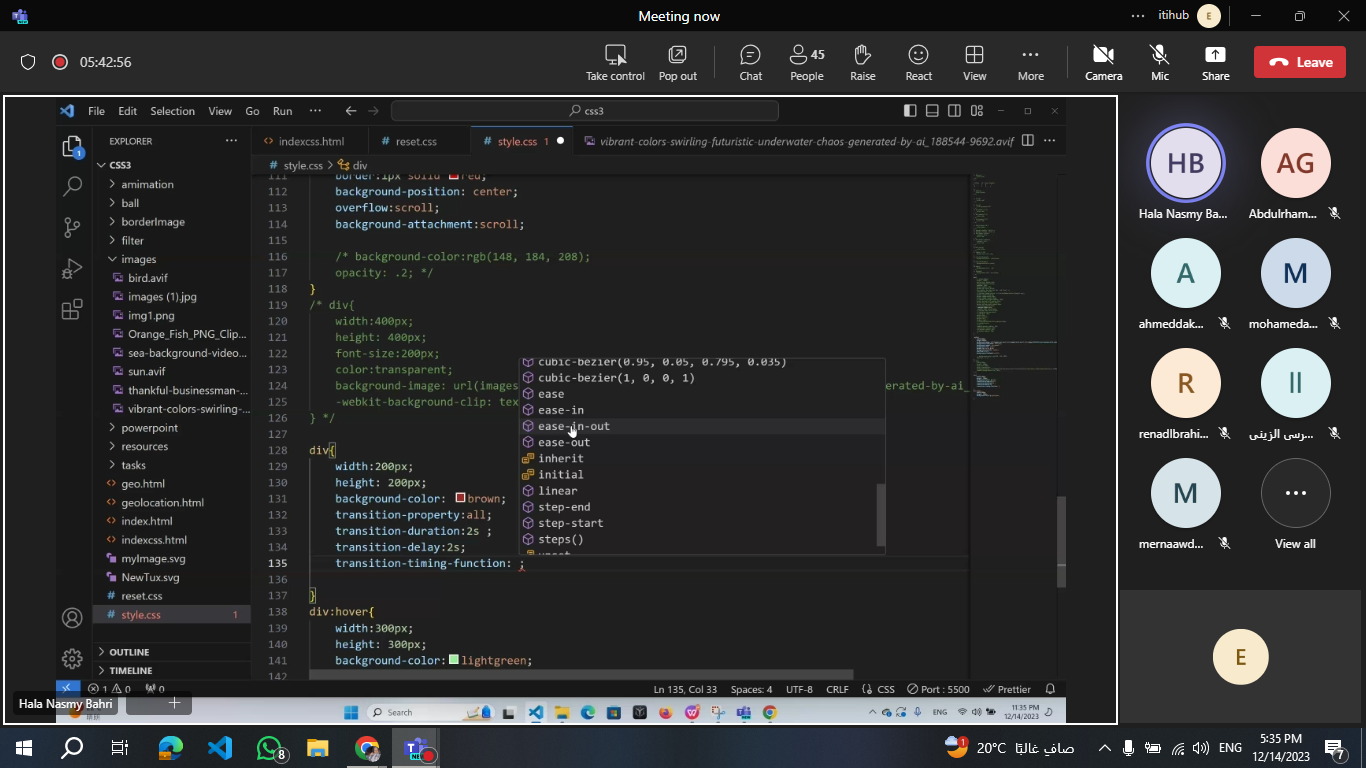 Meeting now
itihub E
05:42:56
Take control Pop out Chat People 45 Raise React View More Camera Mic Share Leave
File Edit Selection View Go Run ··· css3
EXPLORER
CSS3
amimation
ball
borderImage
filter
images
bird.avif
images (1).jpg
img1.png
Orange_Fish_PNG_Clip...
sea-background-video...
sun.avif
thankful-businessman-...
vibrant-colors-swirling-...
powerpoint
resources
tasks
geo.html
geolocation.html
index.html
indexcss.html
myImage.svg
NewTux.svg
reset.css
style.css 1
OUTLINE
TIMELINE
indexcss.html reset.css style.css 1 vibrant-colors-swirling-futuristic-underwater-chaos-generated-by-ai_188544-9692.avif
style.css > div
111 border:1px solid red;
112 background-position: center;
113 overflow:scroll;
114 background-attachment:scroll;
115
116 /* background-color:rgb(148, 184, 208);
117 opacity: .2; */
118 }
119 /* div{
120 width:400px;
121 height: 400px;
122 font-size:200px;
123 color:transparent;
124 background-image: url(images erated-by-ai_
125 -webkit-background-clip: tex
126 } */
127
128 div{
129 width:200px;
130 height: 200px;
131 background-color: brown;
132 transition-property:all;
133 transition-duration:2s ;
134 transition-delay:2s;
135 transition-timing-function: ;
136
137 }
138 div:hover{
139 width:300px;
140 height: 300px;
141 background-color: lightgreen;
142
cubic-bezier(0.95, 0.05, 0.795, 0.035)
cubic-bezier(1, 0, 0, 1)
ease
ease-in
ease-in-out
ease-out
inherit
initial
linear
step-end
step-start
steps()
unset
1 0 0 Ln 135, Col 33 Spaces: 4 UTF-8 CRLF CSS Port : 5500 Prettier
Hala Nasmy Bahri
Search ENG 11:35 PM
12/14/2023
HB AG
Hala Nasmy Ba... Abdulrham...
A M
ahmeddak... mohameda...
R
renadlbrahi... ...رسى الزينى
M ···
mernaawd... View all
E
1
8 20°C صافٍ غالبًا ENG 5:35 PM
12/14/2023 7